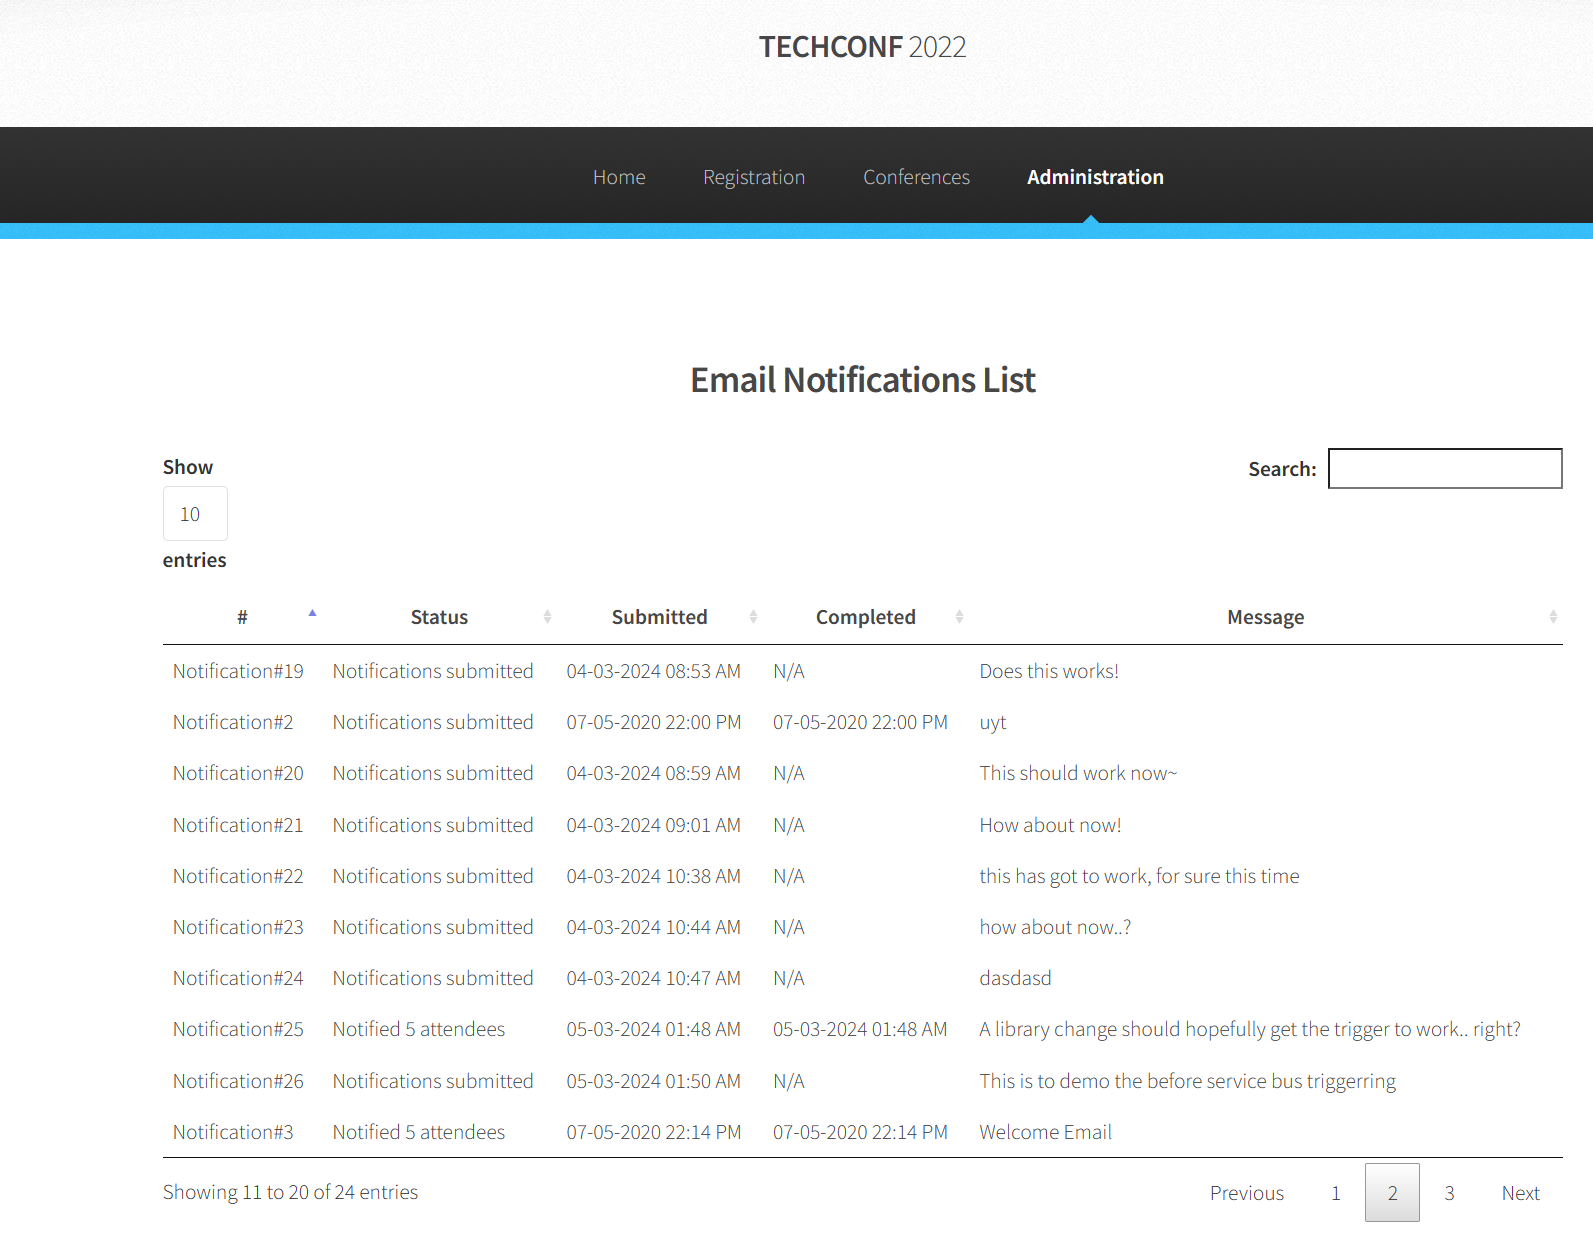 TECHCONF 2022
Home Registration Conferences Administration
Email Notifications List
Show
10
entries
Search:
# Status Submitted Completed Message
Notification#19 Notifications submitted 04-03-2024 08:53 AM N/A Does this works!
Notification#2 Notifications submitted 07-05-2020 22:00 PM 07-05-2020 22:00 PM uyt
Notification#20 Notifications submitted 04-03-2024 08:59 AM N/A This should work now~
Notification#21 Notifications submitted 04-03-2024 09:01 AM N/A How about now!
Notification#22 Notifications submitted 04-03-2024 10:38 AM N/A this has got to work, for sure this time
Notification#23 Notifications submitted 04-03-2024 10:44 AM N/A how about now..?
Notification#24 Notifications submitted 04-03-2024 10:47 AM N/A dasdasd
Notification#25 Notified 5 attendees 05-03-2024 01:48 AM 05-03-2024 01:48 AM A library change should hopefully get the trigger to work.. right?
Notification#26 Notifications submitted 05-03-2024 01:50 AM N/A This is to demo the before service bus triggerring
Notification#3 Notified 5 attendees 07-05-2020 22:14 PM 07-05-2020 22:14 PM Welcome Email
Showing 11 to 20 of 24 entries
Previous 1 2 3 Next